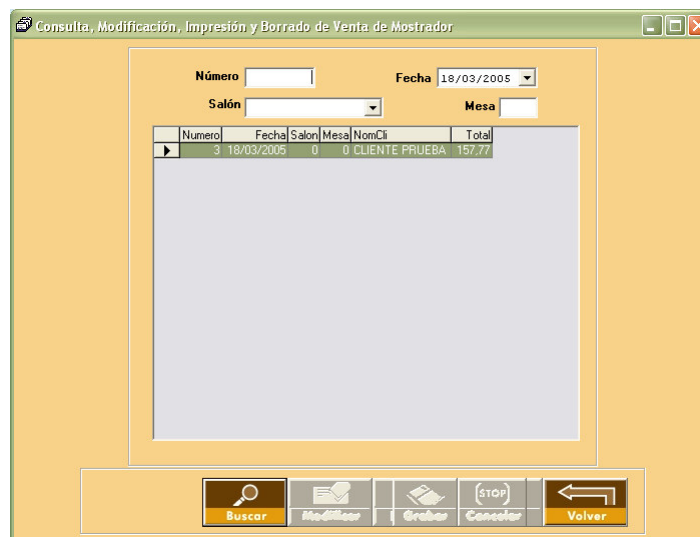 Consulta, Modificación, Impresión y Borrado de Venta de Mostrador
Número Fecha 18/03/2005
Salón Mesa
Numero Fecha Salon Mesa NomCli Total
3 18/03/2005 0 0 CLIENTE PRUEBA 157,77
(STOP)
Buscar Modificar Grabar Cancelar Volver